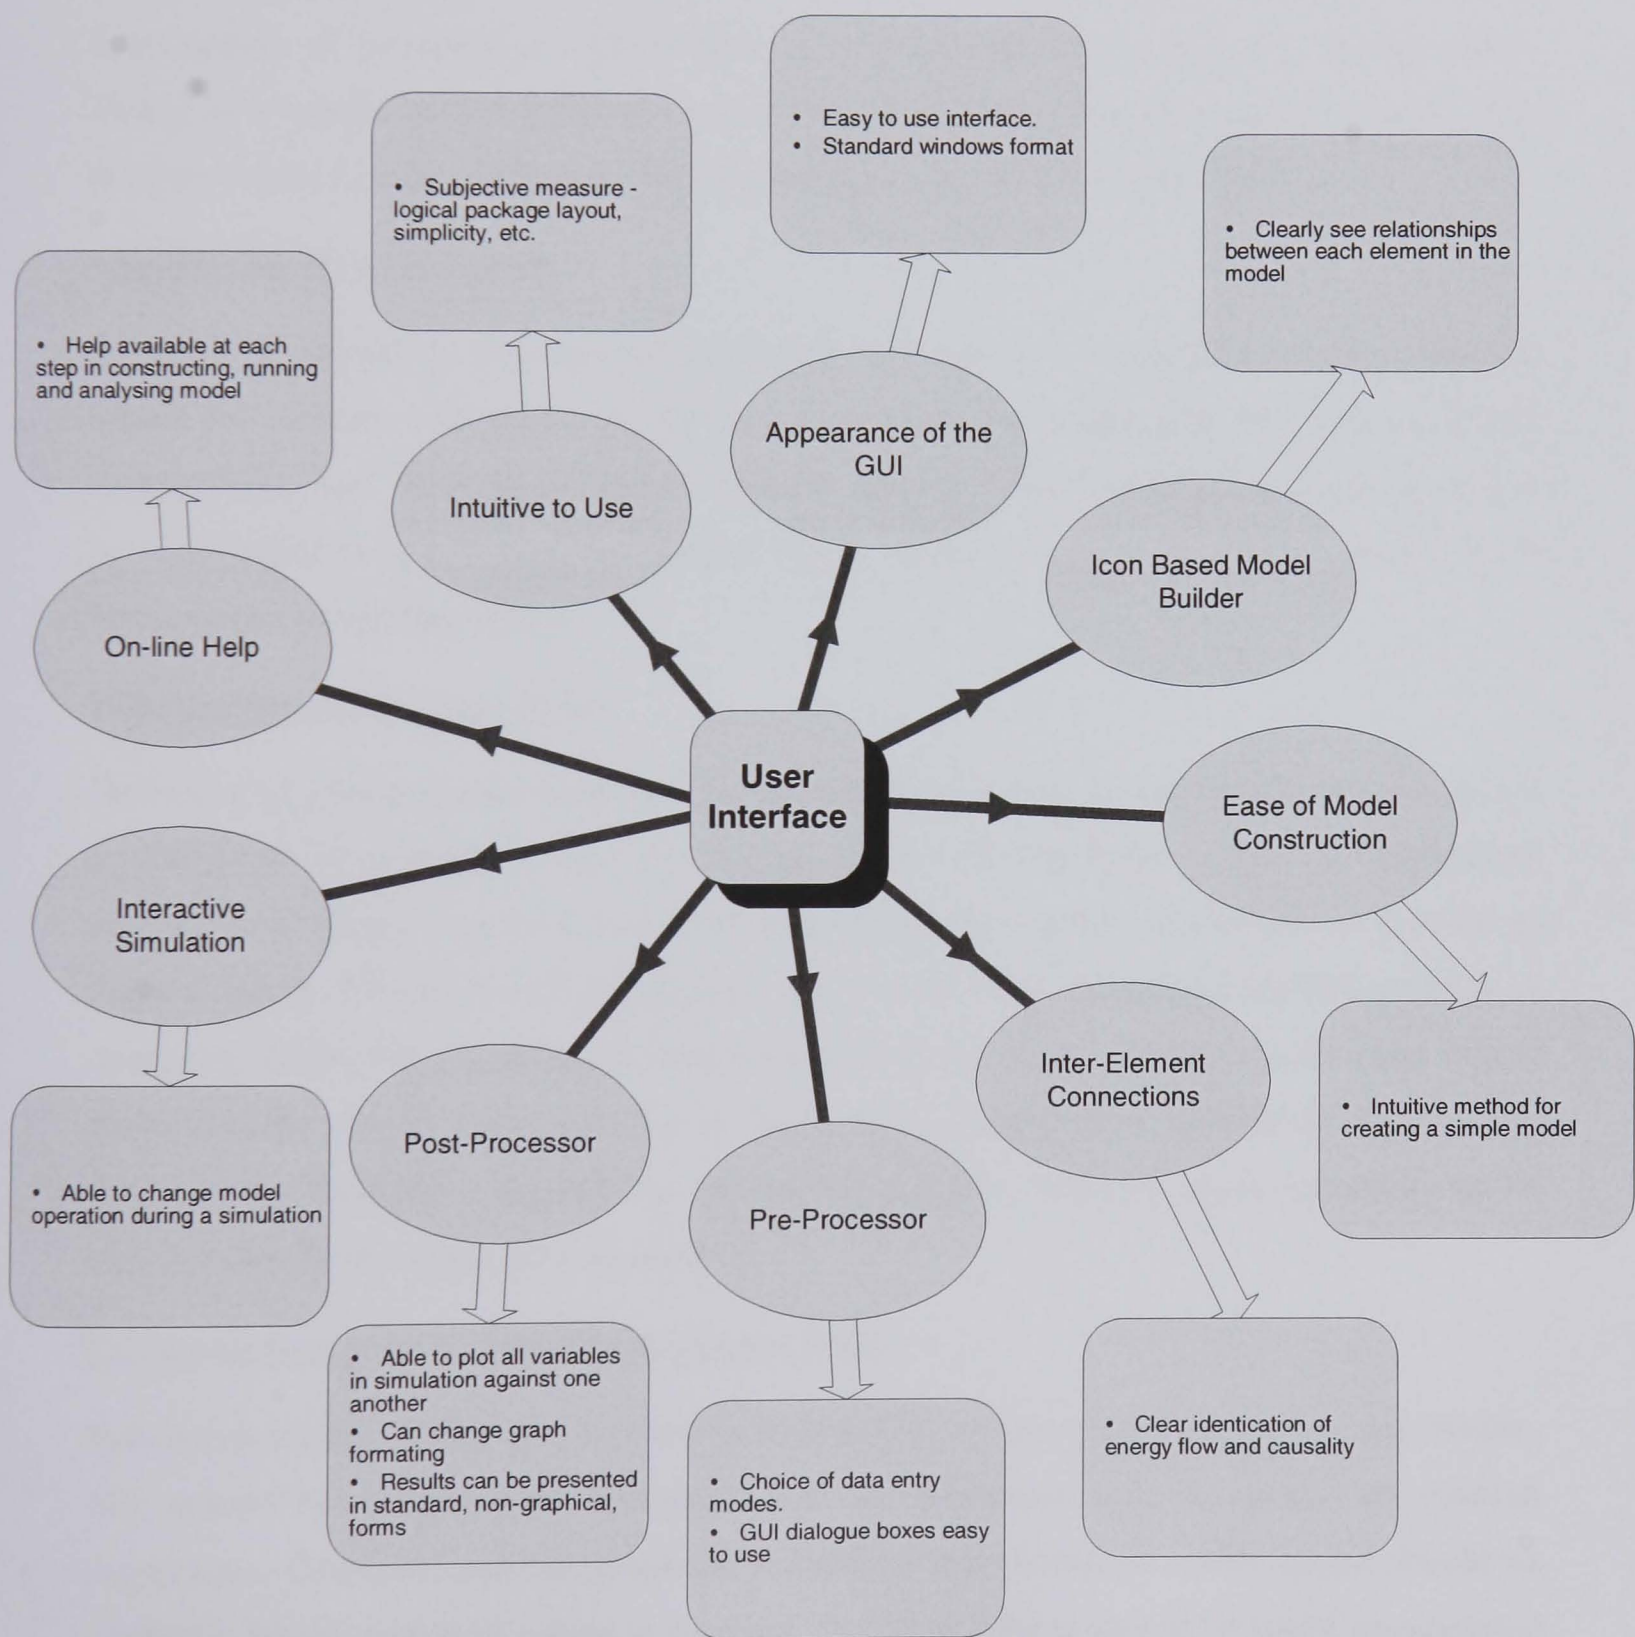 • Easy to use interface.
• Standard windows format
• Subjective measure -
logical package layout,
simplicity, etc.
• Clearly see relationships
between each element in the
model
• Help available at each
step in constructing, running
and analysing model
Appearance of the
GUI
Intuitive to Use
Icon Based Model
Builder
On-line Help
User
Interface
Ease of Model
Construction
Interactive
Simulation
Inter-Element
Connections
Post-Processor
Pre-Processor
• Intuitive method for
creating a simple model
• Able to change model
operation during a simulation
• Able to plot all variables
in simulation against one
another
• Can change graph
formating
• Results can be presented
in standard, non-graphical,
forms
• Choice of data entry
modes.
• GUI dialogue boxes easy
to use
• Clear identication of
energy flow and causality